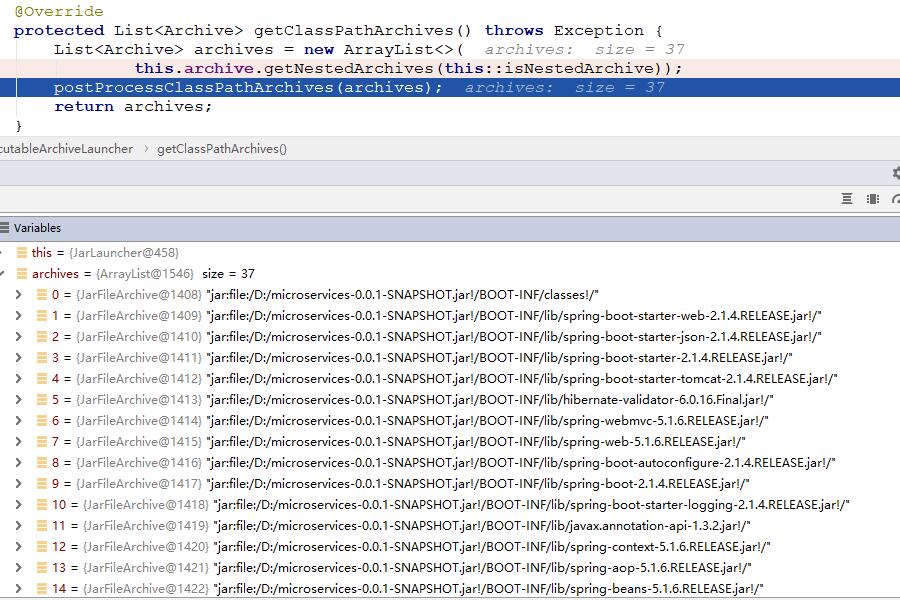 @Override
protected List<Archive> getClassPathArchives() throws Exception {
List<Archive> archives = new ArrayList<>( archives: size = 37
this.archive.getNestedArchives(this::isNestedArchive));
postProcessClassPathArchives(archives); archives: size = 37
return archives;
}
cutableArchiveLauncher › getClassPathArchives()
Variables
this = {JarLauncher@458}
archives = {ArrayList@1546} size = 37
0 = {JarFileArchive@1408} "jar:file:/D:/microservices-0.0.1-SNAPSHOT.jar!/BOOT-INF/classes!/"
1 = {JarFileArchive@1409} "jar:file:/D:/microservices-0.0.1-SNAPSHOT.jar!/BOOT-INF/lib/spring-boot-starter-web-2.1.4.RELEASE.jar!/"
2 = {JarFileArchive@1410} "jar:file:/D:/microservices-0.0.1-SNAPSHOT.jar!/BOOT-INF/lib/spring-boot-starter-json-2.1.4.RELEASE.jar!/"
3 = {JarFileArchive@1411} "jar:file:/D:/microservices-0.0.1-SNAPSHOT.jar!/BOOT-INF/lib/spring-boot-starter-2.1.4.RELEASE.jar!/"
4 = {JarFileArchive@1412} "jar:file:/D:/microservices-0.0.1-SNAPSHOT.jar!/BOOT-INF/lib/spring-boot-starter-tomcat-2.1.4.RELEASE.jar!/"
5 = {JarFileArchive@1413} "jar:file:/D:/microservices-0.0.1-SNAPSHOT.jar!/BOOT-INF/lib/hibernate-validator-6.0.16.Final.jar!/"
6 = {JarFileArchive@1414} "jar:file:/D:/microservices-0.0.1-SNAPSHOT.jar!/BOOT-INF/lib/spring-webmvc-5.1.6.RELEASE.jar!/"
7 = {JarFileArchive@1415} "jar:file:/D:/microservices-0.0.1-SNAPSHOT.jar!/BOOT-INF/lib/spring-web-5.1.6.RELEASE.jar!/"
8 = {JarFileArchive@1416} "jar:file:/D:/microservices-0.0.1-SNAPSHOT.jar!/BOOT-INF/lib/spring-boot-autoconfigure-2.1.4.RELEASE.jar!/"
9 = {JarFileArchive@1417} "jar:file:/D:/microservices-0.0.1-SNAPSHOT.jar!/BOOT-INF/lib/spring-boot-2.1.4.RELEASE.jar!/"
10 = {JarFileArchive@1418} "jar:file:/D:/microservices-0.0.1-SNAPSHOT.jar!/BOOT-INF/lib/spring-boot-starter-logging-2.1.4.RELEASE.jar!/"
11 = {JarFileArchive@1419} "jar:file:/D:/microservices-0.0.1-SNAPSHOT.jar!/BOOT-INF/lib/javax.annotation-api-1.3.2.jar!/"
12 = {JarFileArchive@1420} "jar:file:/D:/microservices-0.0.1-SNAPSHOT.jar!/BOOT-INF/lib/spring-context-5.1.6.RELEASE.jar!/"
13 = {JarFileArchive@1421} "jar:file:/D:/microservices-0.0.1-SNAPSHOT.jar!/BOOT-INF/lib/spring-aop-5.1.6.RELEASE.jar!/"
14 = {JarFileArchive@1422} "jar:file:/D:/microservices-0.0.1-SNAPSHOT.jar!/BOOT-INF/lib/spring-beans-5.1.6.RELEASE.jar!/"